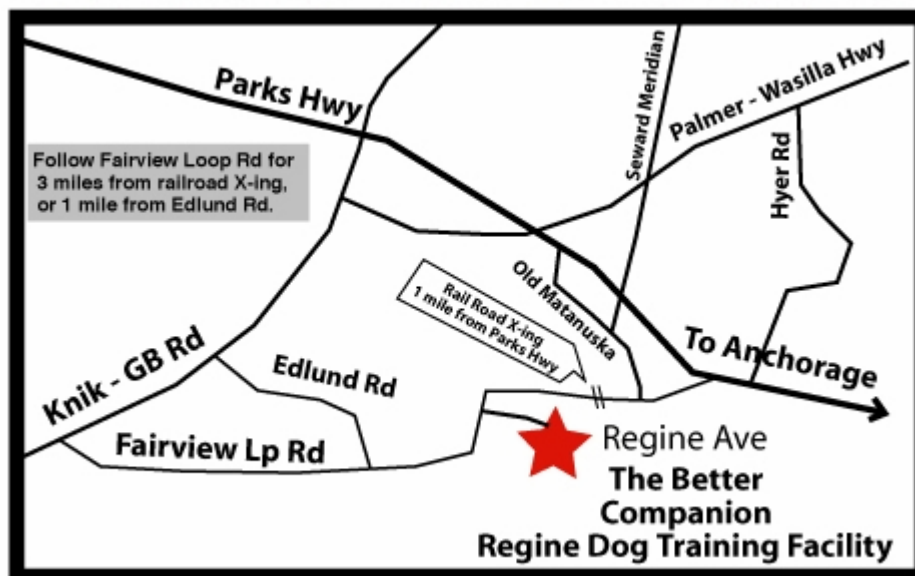 Parks Hwy
Seward Meridian
Palmer - Wasilla Hwy
Follow Fairview Loop Rd for
3 miles from railroad X-ing,
or 1 mile from Edlund Rd.
Hyer Rd
Old Matanuska
Rail Road X-ing
1 mile from Parks Hwy
To Anchorage
Knik - GB Rd
Edlund Rd
Fairview Lp Rd
Regine Ave
The Better
Companion
Regine Dog Training Facility